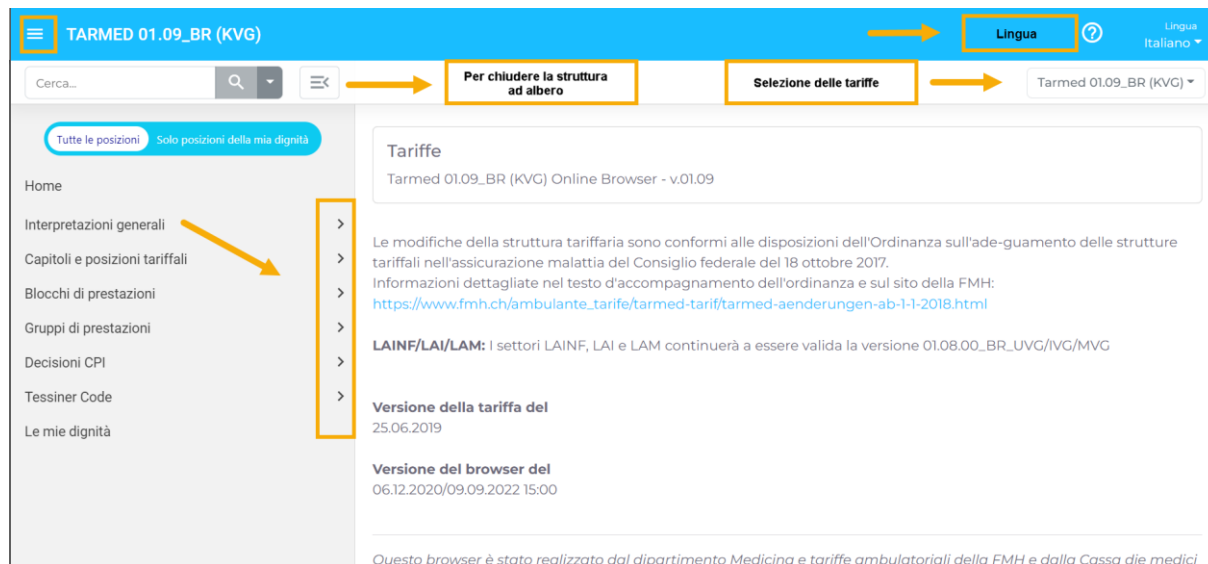 TARMED 01.09_BR (KVG)
Lingua
Lingua
Italiano
Cerca...
Per chiudere la struttura
ad albero
Selezione delle tariffe
Tarmed 01.09_BR (KVG)
Tutte le posizioni
Solo posizioni della mia dignità
Home
Interpretazioni generali
Capitoli e posizioni tariffali
Blocchi di prestazioni
Gruppi di prestazioni
Decisioni CPI
Tessiner Code
Le mie dignità
Tariffe
Tarmed 01.09_BR (KVG) Online Browser - v.01.09
Le modifiche della struttura tariffaria sono conformi alle disposizioni dell'Ordinanza sull'ade-guamento delle strutture
tariffali nell'assicurazione malattia del Consiglio federale del 18 ottobre 2017.
Informazioni dettagliate nel testo d'accompagnamento dell'ordinanza e sul sito della FMH:
https://www.fmh.ch/ambulante_tarife/tarmed-tarif/tarmed-aenderungen-ab-1-1-2018.html
LAINF/LAI/LAM: I settori LAINF, LAI e LAM continuerà a essere valida la versione 01.08.00_BR_UVG/IVG/MVG
Versione della tariffa del
25.06.2019
Versione del browser del
06.12.2020/09.09.2022 15:00
Questo browser è stato realizzato dal dipartimento Medicina e tariffe ambulatoriali della FMH e dalla Cassa die medici